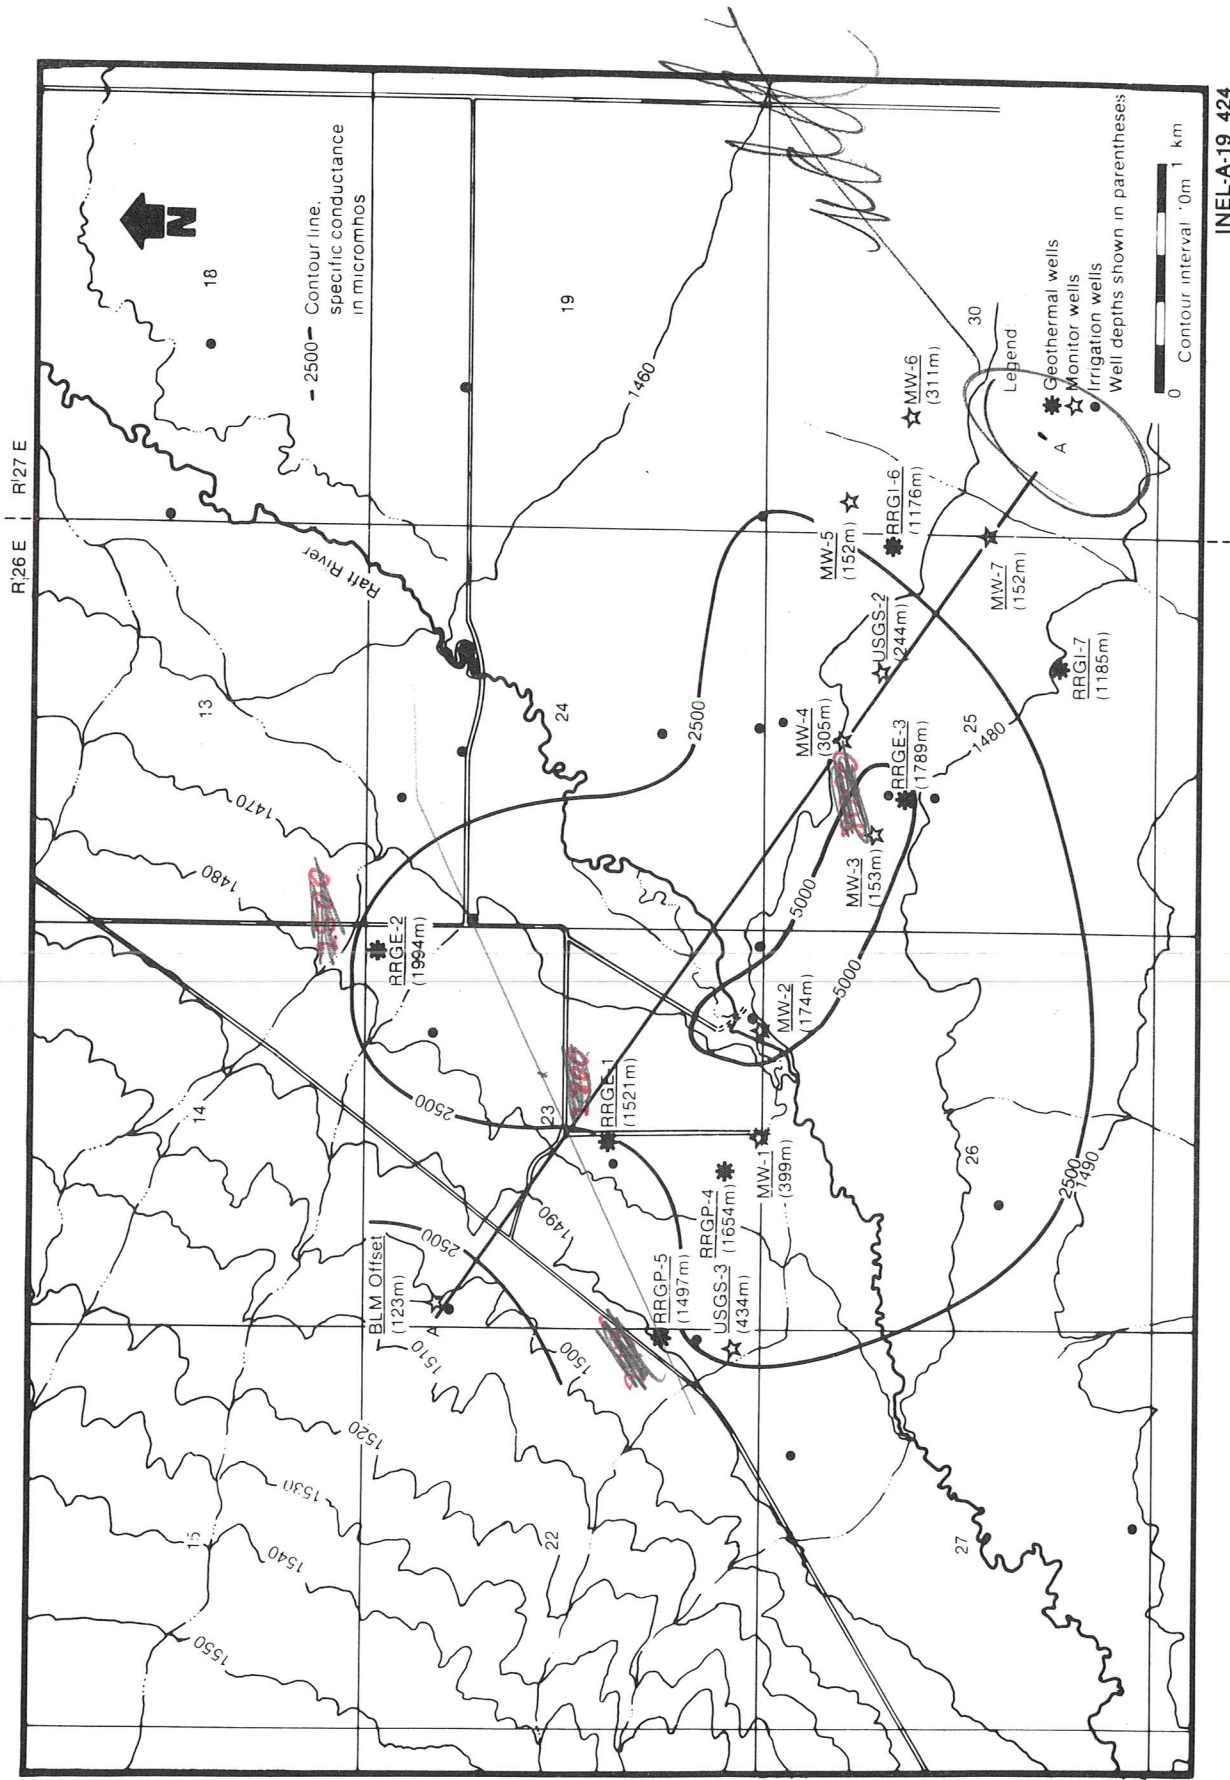 R'26 E
R'27 E
N
18
- 2500 - Contour line.
specific conductance
in micromhos
19
1460
Raft River
13
1470
1480
24
2500
14
RRGE-2
(1994m)
2500
23
RRGE-1
(1521m)
MW-6
(311m)
30
MW-5
(152m)
RRGI-6
(1176m)
USGS-2
(244m)
MW-7
(152m)
MW-4
(305m)
RRGE-3
(1789m)
25
1480
RRGI-7
(1185m)
MW-3
(153m)
5000
5000
MW-2
(174m)
MW-1
(399m)
RRGP-4
(1654m)
USGS-3
(434m)
RRGP-5
(1497m)
26
2500
1490
BLM Offset
(123m)
A
2500
1490
1500
1510
1520
1530
15
1540
22
1550
27
A
Legend:
Geothermal wells
Monitor wells
Irrigation wells
Well depths shown in parentheses
0
1 km
Contour interval 10m
INEL-A-19 424